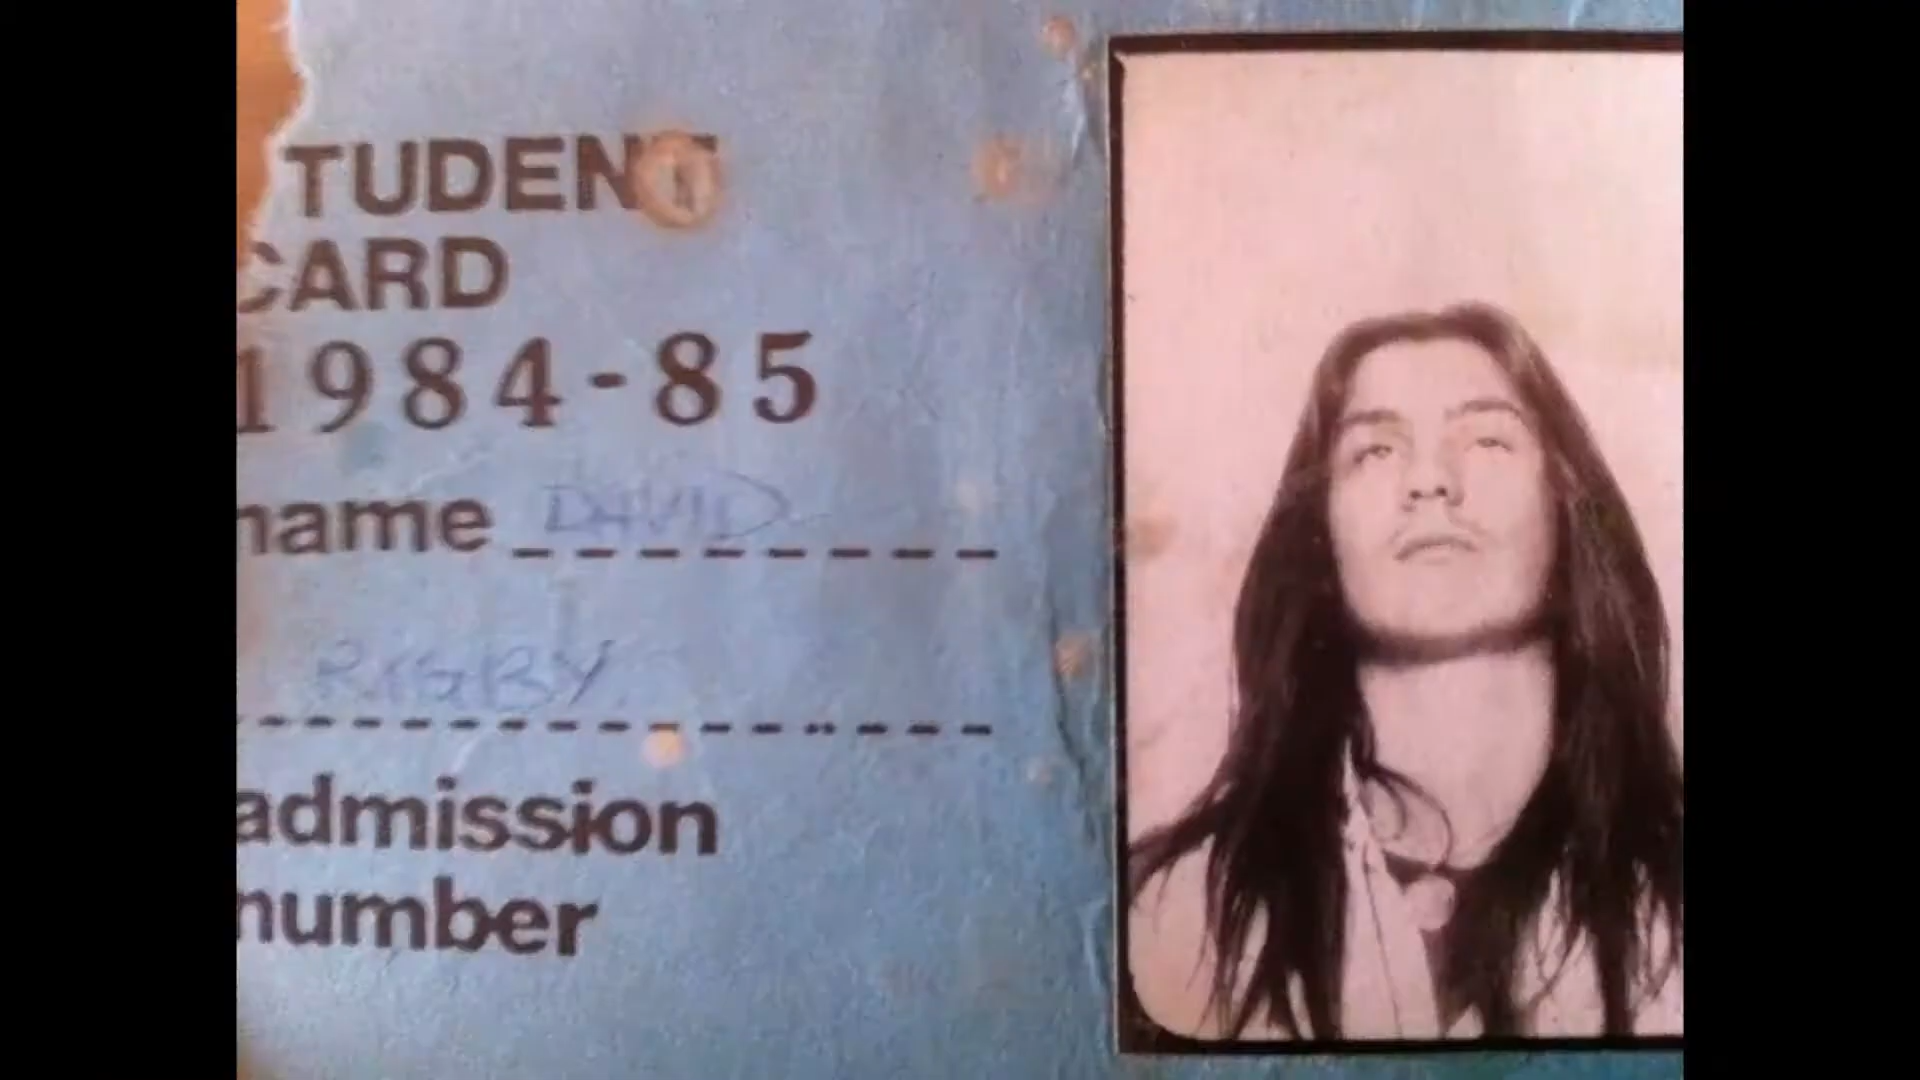 TUDENT
CARD
1984-85
name DAVID
RIGBY
admission
number